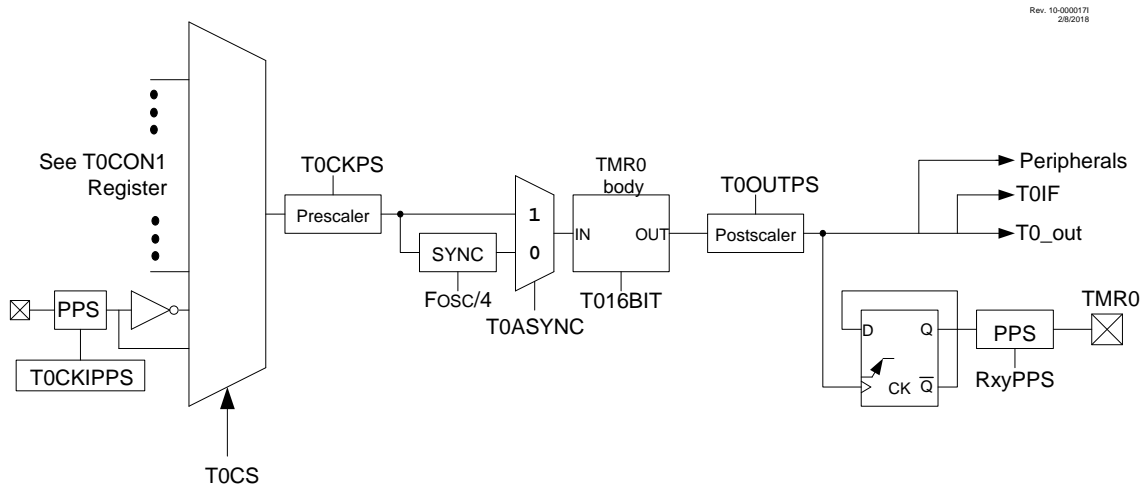 Rev. 10-000017I
2/8/2018
See T0CON1
Register
PPS
T0CKIPPS
T0CS
T0CKPS
Prescaler
SYNC
FOSC/4
1
0
T0ASYNC
TMR0
body
IN
OUT
T016BIT
T0OUTPS
Postscaler
Peripherals
T0IF
T0_out
D
Q
CK
Q̅
PPS
RxyPPS
TMR0